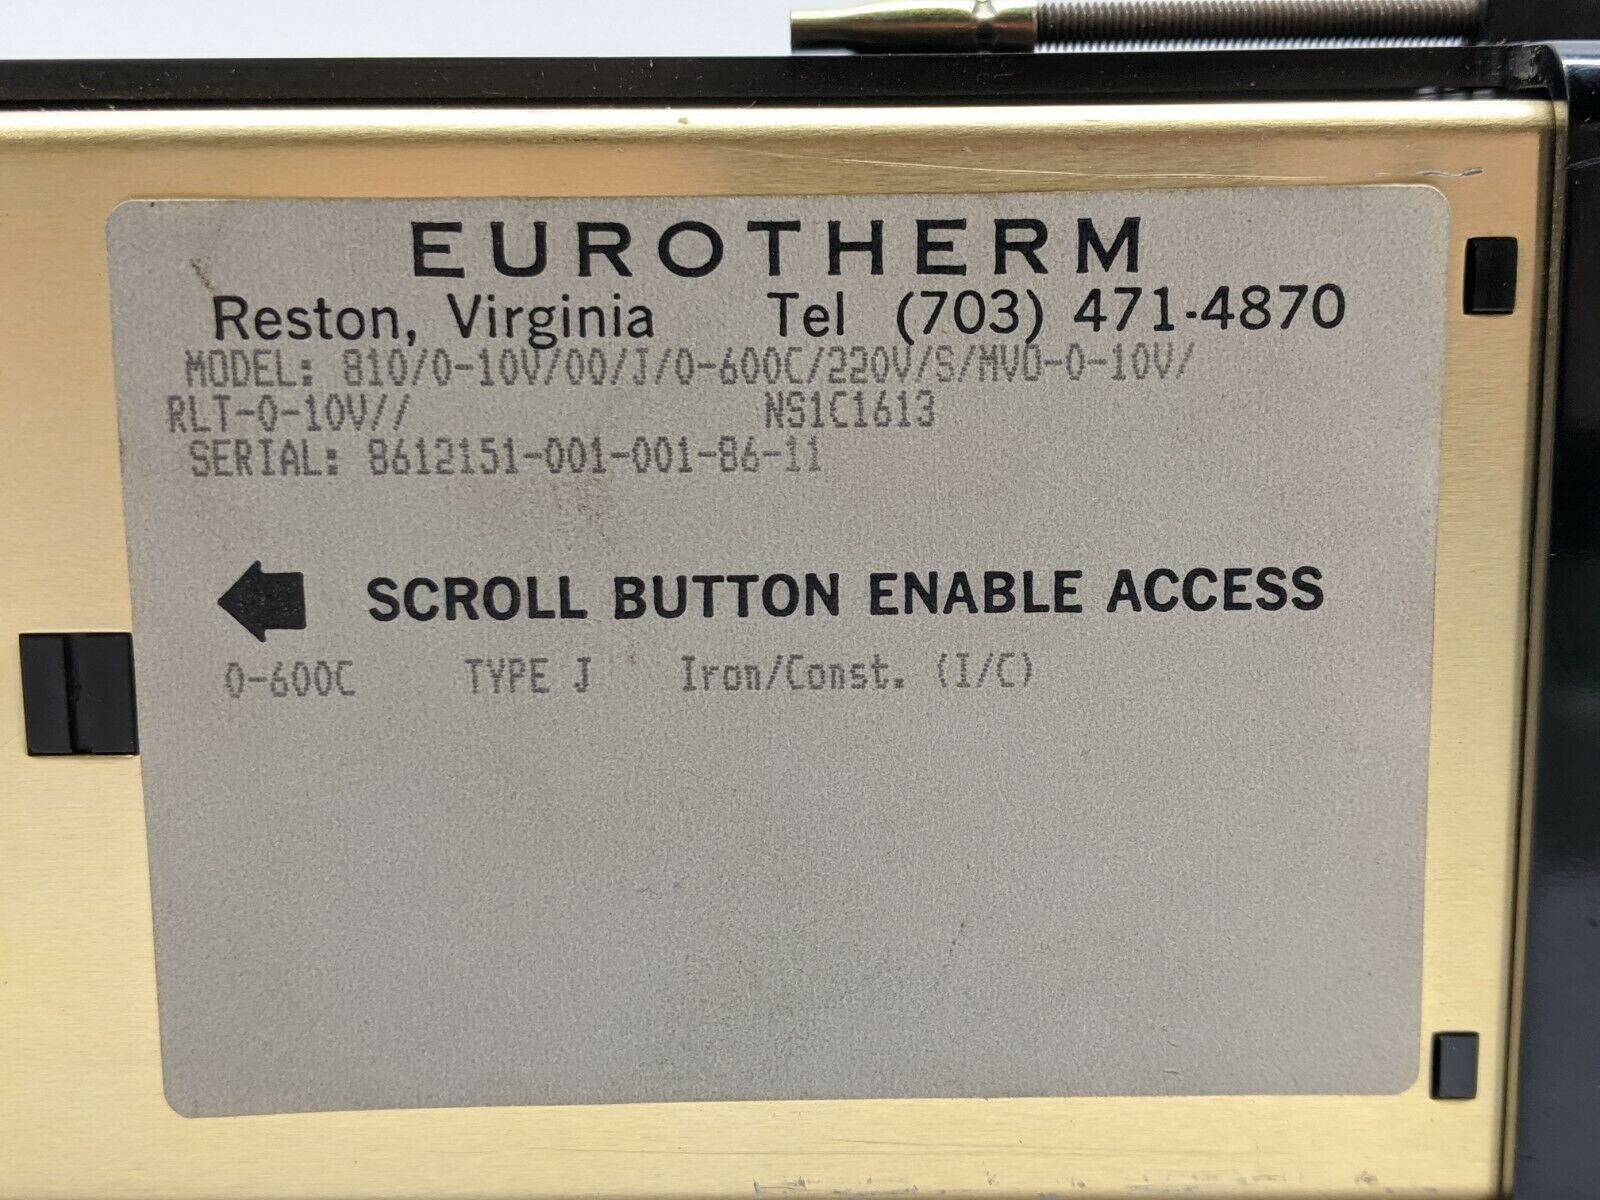 EUROTHERM
Reston, Virginia Tel (703) 471-4870
MODEL: 810/0-10V/00/J/0-600C/220V/S/MVO-0-10V/
RLT-0-10V// NS1C1613
SERIAL: 8612151-001-001-86-11
SCROLL BUTTON ENABLE ACCESS
0-600C TYPE J Iron/Const. (I/C)